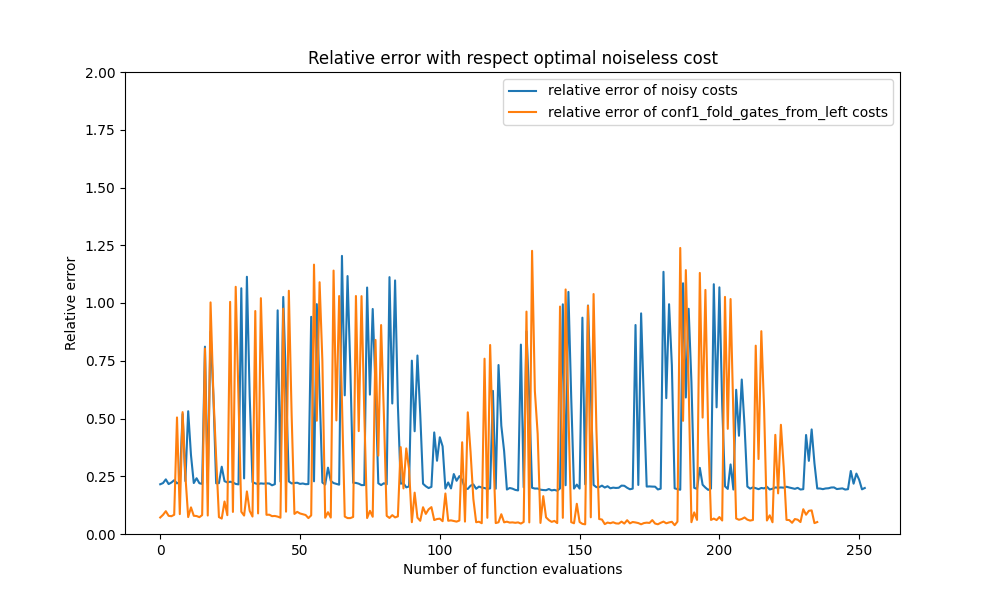 Relative error with respect optimal noiseless cost
relative error of noisy costs
relative error of conf1_fold_gates_from_left costs
2.00
1.75
1.50
1.25
1.00
0.75
0.50
0.25
0.00
Relative error
0 50 100 150 200 250
Number of function evaluations